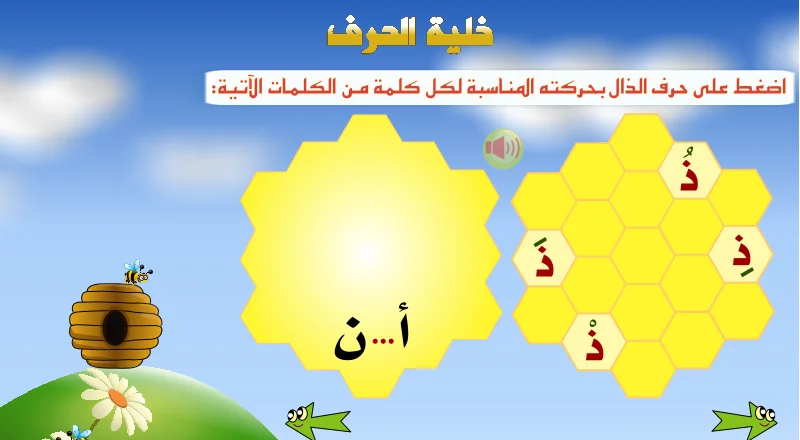 خلية الحرف
اضغط على حرف الذال بحركته المناسبة لكل كلمة من الكلمات الآتية:
ذُ
ذِ
ذَ
ذْ
أ...ن